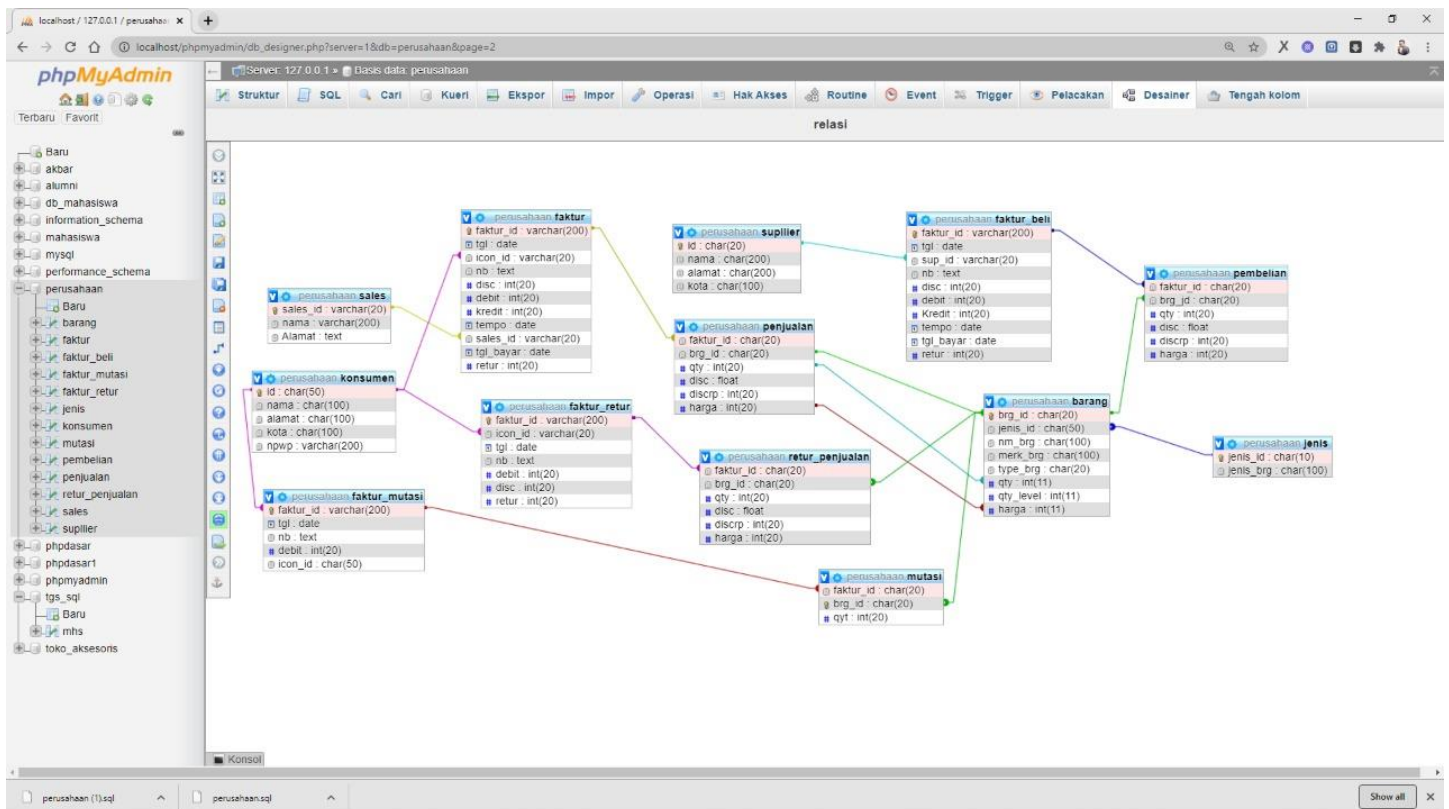 localhost / 127.0.0.1 / perusahaa
localhost/phpmyadmin/db_designer.php?server=1&db=perusahaan&page=2
phpMyAdmin
Terbaru Favorit
Baru
akbar
alumni
db_mahasiswa
information_schema
mahasiswa
mysql
performance_schema
perusahaan
Baru
barang
faktur
faktur_beli
faktur_mutasi
faktur_retur
jenis
konsumen
mutasi
pembelian
penjualan
retur_penjualan
sales
supllier
phpdasar
phpdasar1
phpmyadmin
tgs_sql
Baru
mhs
toko_aksesoris
Server: 127.0.0.1 » Basis data: perusahaan
Struktur SQL Cari Kueri Ekspor Impor Operasi Hak Akses Routine Event Trigger Pelacakan Desainer Tengah kolom
relasi
perusahaan sales
sales_id : varchar(20)
nama : varchar(200)
Alamat : text
perusahaan konsumen
id : char(50)
nama : char(100)
alamat : char(100)
kota : char(100)
npwp : varchar(200)
perusahaan faktur_mutasi
faktur_id : varchar(200)
tgl : date
nb : text
debit : int(20)
icon_id : char(50)
perusahaan faktur
faktur_id : varchar(200)
tgl : date
icon_id : varchar(20)
nb : text
disc : int(20)
debit : int(20)
kredit : int(20)
tempo : date
sales_id : varchar(20)
tgl_bayar : date
retur : int(20)
perusahaan faktur_retur
faktur_id : varchar(200)
icon_id : varchar(20)
tgl : date
nb : text
debit : int(20)
disc : int(20)
retur : int(20)
perusahaan supllier
id : char(20)
nama : char(200)
alamat : char(200)
kota : char(100)
perusahaan penjualan
faktur_id : char(20)
brg_id : char(20)
qty : int(20)
disc : float
discrp : int(20)
harga : int(20)
perusahaan retur_penjualan
faktur_id : char(20)
brg_id : char(20)
qty : int(20)
disc : float
discrp : int(20)
harga : int(20)
perusahaan mutasi
faktur_id : char(20)
brg_id : char(20)
qyt : int(20)
perusahaan faktur_beli
faktur_id : varchar(200)
tgl : date
sup_id : varchar(20)
nb : text
disc : int(20)
debit : int(20)
Kredit : int(20)
tempo : date
tgl_bayar : date
retur : int(20)
perusahaan barang
brg_id : char(20)
jenis_id : char(50)
nm_brg : char(100)
merk_brg : char(100)
type_brg : char(20)
qty : int(11)
qty_level : int(11)
harga : int(11)
perusahaan pembelian
faktur_id : char(20)
brg_id : char(20)
qty : int(20)
disc : float
discrp : int(20)
harga : int(20)
perusahaan jenis
jenis_id : char(10)
jenis_brg : char(100)
Konsol
perusahaan (1).sql
perusahaan.sql
Show all